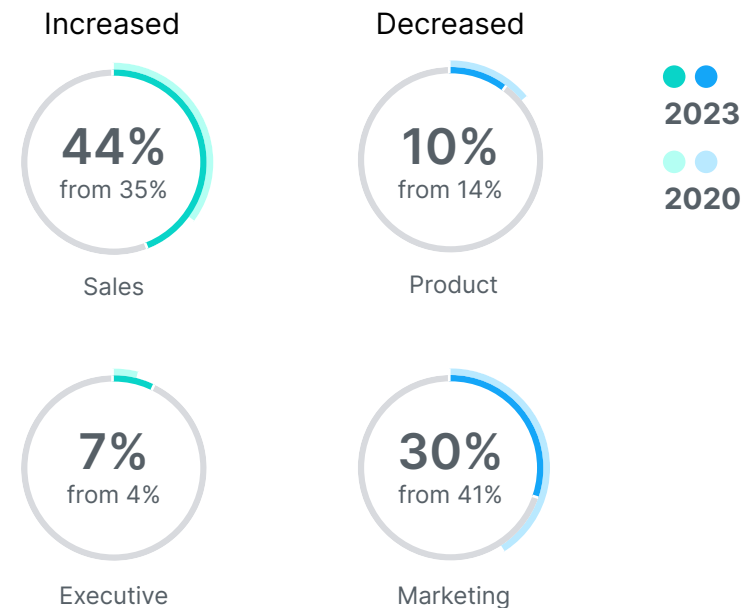 Increased
44%
from 35%
Sales
Decreased
10%
from 14%
Product
2023
2020
7%
from 4%
Executive
30%
from 41%
Marketing